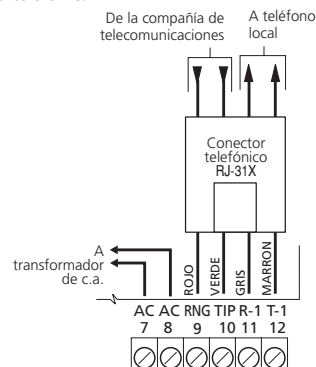 De la compañía de
telecomunicaciones
A teléfono
local
Conector
telefónico
RJ-31X
A
transformador
de c.a.
ROJO
VERDE
GRIS
MARRON
AC AC RNG TIP R-1 T-1
7 8 9 10 11 12